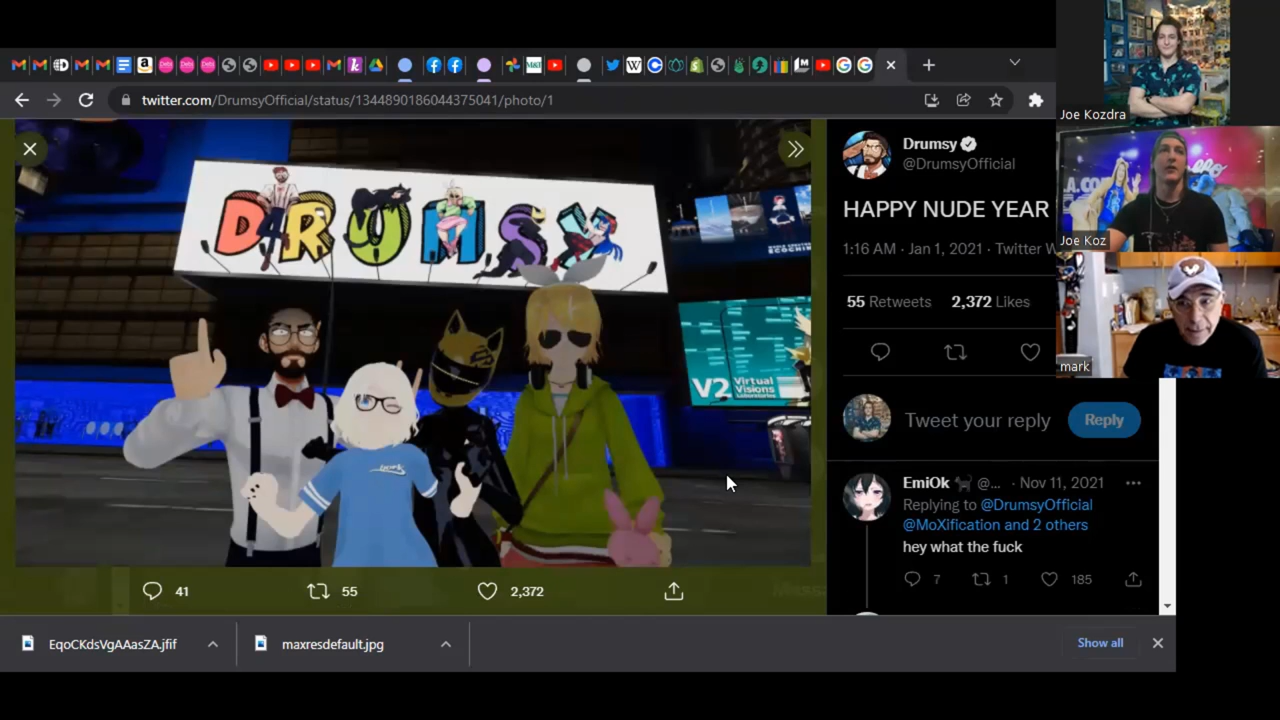 twitter.com/DrumsyOfficial/status/1344890186044375041/photo/1
Joe Kozdra
Joe Koz
mark
DRUMSY
V2 Virtual
Visions
41
55
2,372
Drumsy
@DrumsyOfficial
HAPPY NUDE YEAR
1:16 AM · Jan 1, 2021 · Twitter W
55 Retweets 2,372 Likes
Tweet your reply
Reply
EmiOk @... · Nov 11, 2021
Replying to @DrumsyOfficial
@MoXification and 2 others
hey what the fuck
7 1 185
EqoCKdsVgAAasZA.jfif
maxresdefault.jpg
Show all